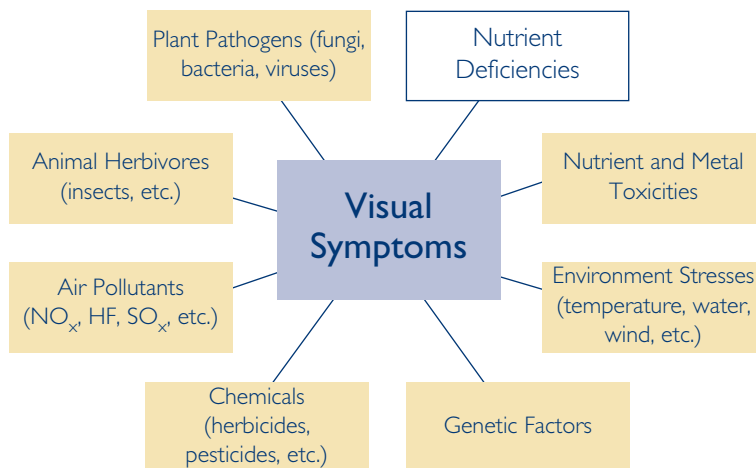 Plant Pathogens (fungi,
bacteria, viruses)
Nutrient
Deficiencies
Animal Herbivores
(insects, etc.)
Visual
Symptoms
Nutrient and Metal
Toxicities
Air Pollutants
(NOₓ, HF, SOₓ, etc.)
Environment Stresses
(temperature, water,
wind, etc.)
Chemicals
(herbicides,
pesticides, etc.)
Genetic Factors